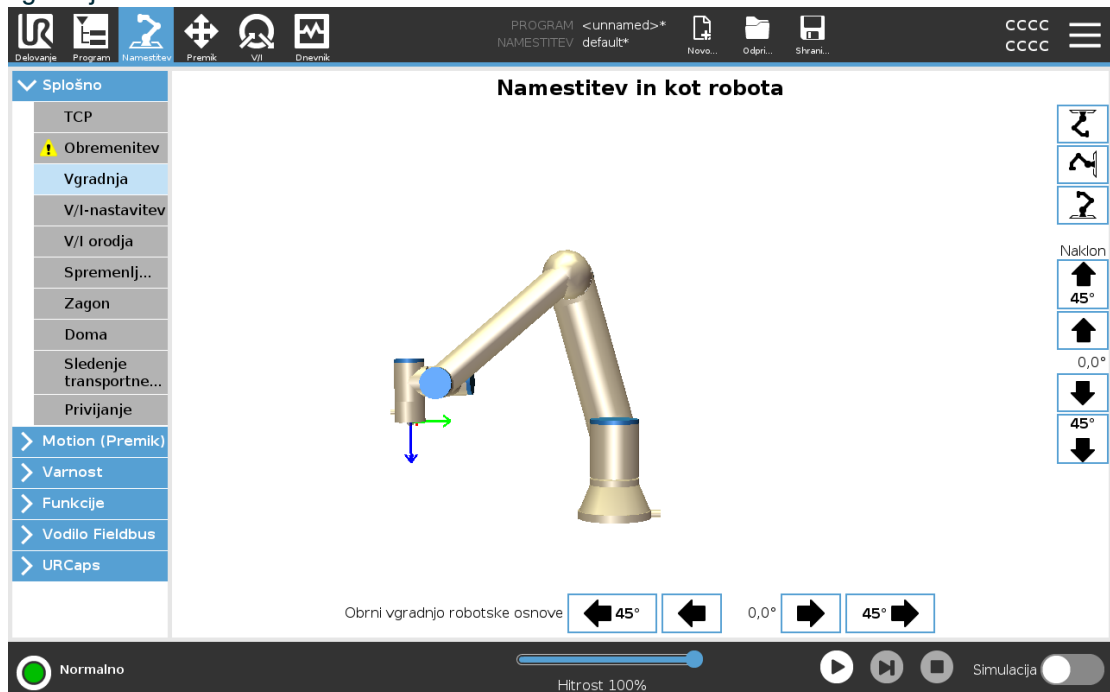 PROGRAM <unnamed>*
NAMESTITEV default*
Delovanje
Program
Namestitev
Premik
V/I
Dnevnik
Novo...
Odpri...
Shrani...
CCCC
CCCC
Splošno
TCP
Obremenitev
Vgradnja
V/I-nastavitev
V/I orodja
Spremenlj...
Zagon
Doma
Sledenje
transportne...
Privijanje
Motion (Premik)
Varnost
Funkcije
Vodilo Fieldbus
URCaps
Namestitev in kot robota
Naklon
45°
0,0°
45°
Obrni vgradnjo robotske osnove
45°
0,0°
45°
Normalno
Hitrost 100%
Simulacija